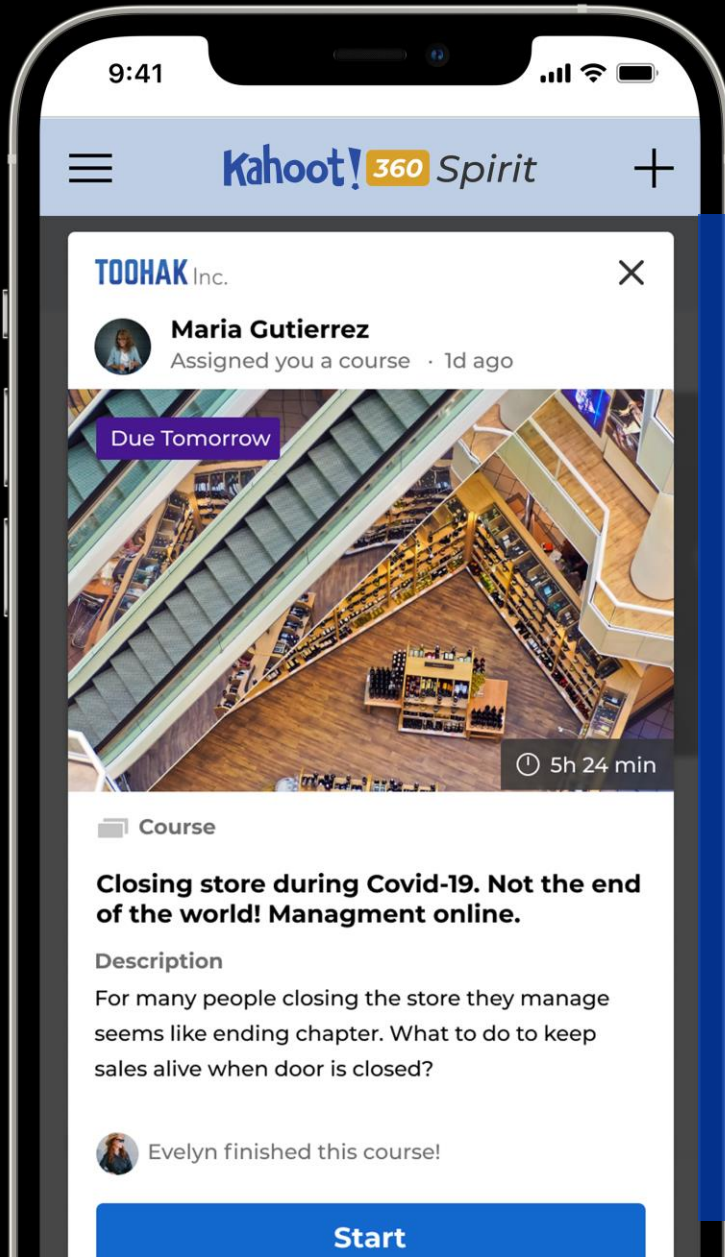 9:41
Kahoot! 360 Spirit
TOOHAK Inc.
Maria Gutierrez
Assigned you a course · 1d ago
Due Tomorrow
5h 24 min
Course
Closing store during Covid-19. Not the end
of the world! Managment online.
Description
For many people closing the store they manage
seems like ending chapter. What to do to keep
sales alive when door is closed?
Evelyn finished this course!
Start